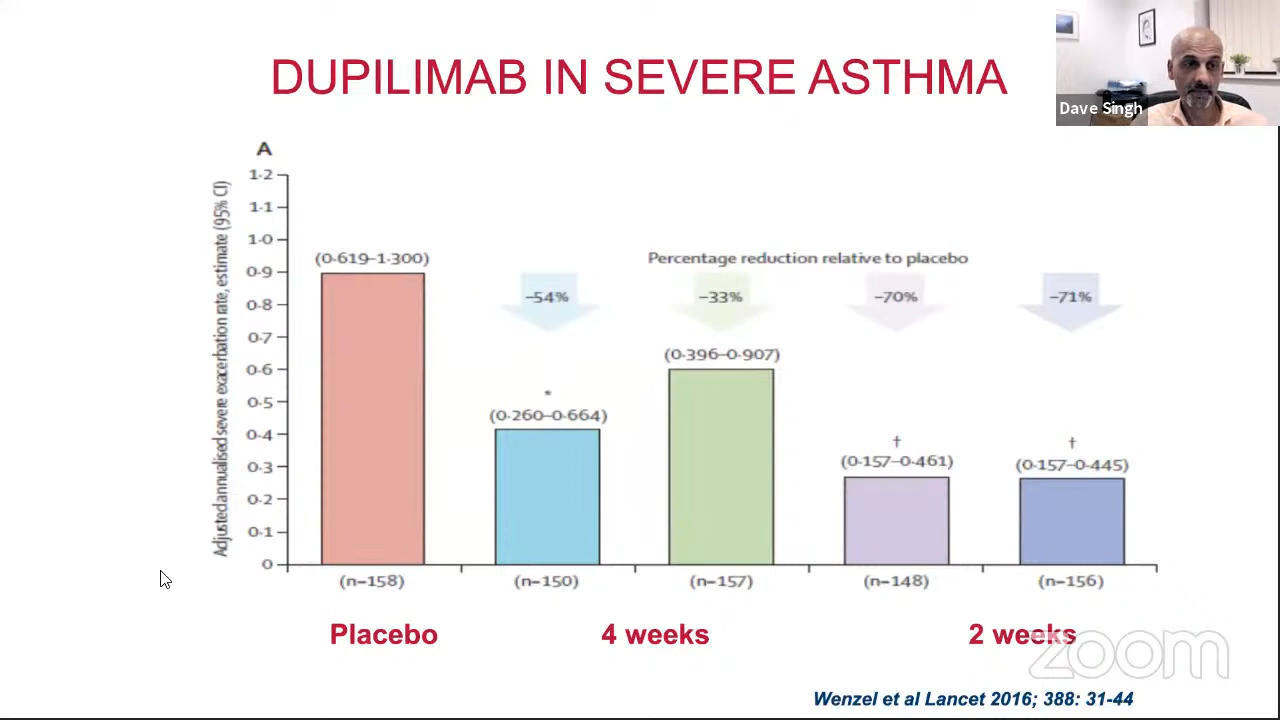 DUPILIMAB IN SEVERE ASTHMA
Dave Singh
A
Adjusted annualised severe exacerbation rate, estimate (95% CI)
1·2
1·1
1·0
0·9
0·8
0·7
0·6
0·5
0·4
0·3
0·2
0·1
0
(0·619–1·300)
Percentage reduction relative to placebo
–54%
–33%
–70%
–71%
(0·396–0·907)
*
(0·260–0·664)
†
(0·157–0·461)
†
(0·157–0·445)
(n=158)
(n=150)
(n=157)
(n=148)
(n=156)
Placebo
4 weeks
2 weeks
zoom
Wenzel et al Lancet 2016; 388: 31-44